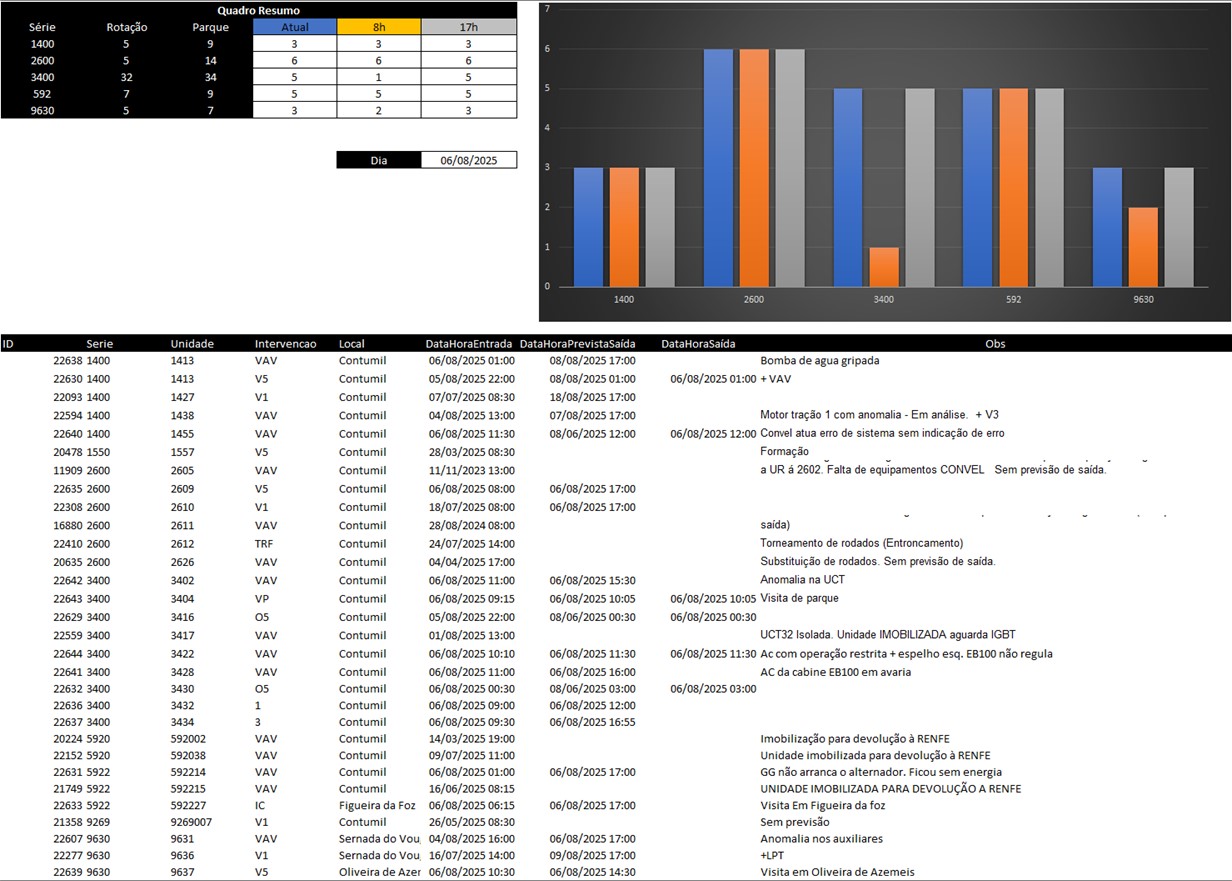 Quadro Resumo
Série Rotação Parque Atual 8h 17h
1400 5 9 3 3 3
2600 5 14 6 6 6
3400 32 34 5 1 5
592 7 9 5 5 5
9630 5 7 3 2 3
Dia 06/08/2025
7
6
5
4
3
2
1
0
1400 2600 3400 592 9630
ID Serie Unidade Intervencao Local DataHoraEntrada DataHoraPrevistaSaída DataHoraSaída Obs
22638 1400 1413 VAV Contumil 06/08/2025 01:00 08/08/2025 17:00 Bomba de agua gripada
22630 1400 1413 V5 Contumil 05/08/2025 22:00 08/08/2025 01:00 06/08/2025 01:00 + VAV
22093 1400 1427 V1 Contumil 07/07/2025 08:30 18/08/2025 17:00
22594 1400 1438 VAV Contumil 04/08/2025 13:00 07/08/2025 17:00 Motor tração 1 com anomalia - Em análise. + V3
22640 1400 1455 VAV Contumil 06/08/2025 11:30 08/06/2025 12:00 06/08/2025 12:00 Convel atua erro de sistema sem indicação de erro
20478 1550 1557 V5 Contumil 28/03/2025 08:30 Formação
11909 2600 2605 VAV Contumil 11/11/2023 13:00 a UR á 2602. Falta de equipamentos CONVEL Sem previsão de saída.
22635 2600 2609 V5 Contumil 06/08/2025 08:00 06/08/2025 17:00
22308 2600 2610 V1 Contumil 18/07/2025 08:00 06/08/2025 17:00
16880 2600 2611 VAV Contumil 28/08/2024 08:00 saída)
22410 2600 2612 TRF Contumil 24/07/2025 14:00 Torneamento de rodados (Entroncamento)
20635 2600 2626 VAV Contumil 04/04/2025 17:00 Substituição de rodados. Sem previsão de saída.
22642 3400 3402 VAV Contumil 06/08/2025 11:00 06/08/2025 15:30 Anomalia na UCT
22643 3400 3404 VP Contumil 06/08/2025 09:15 06/08/2025 10:05 06/08/2025 10:05 Visita de parque
22629 3400 3416 O5 Contumil 05/08/2025 22:00 08/06/2025 00:30 06/08/2025 00:30
22559 3400 3417 VAV Contumil 01/08/2025 13:00 UCT32 Isolada. Unidade IMOBILIZADA aguarda IGBT
22644 3400 3422 VAV Contumil 06/08/2025 10:10 06/08/2025 11:30 06/08/2025 11:30 Ac com operação restrita + espelho esq. EB100 não regula
22641 3400 3428 VAV Contumil 06/08/2025 11:00 06/08/2025 16:00 AC da cabine EB100 em avaria
22632 3400 3430 O5 Contumil 06/08/2025 00:30 08/06/2025 03:00 06/08/2025 03:00
22636 3400 3432 1 Contumil 06/08/2025 09:00 06/08/2025 12:00
22637 3400 3434 3 Contumil 06/08/2025 09:30 06/08/2025 16:55
20224 5920 592002 VAV Contumil 14/03/2025 19:00 Imobilização para devolução à RENFE
22152 5920 592038 VAV Contumil 09/07/2025 11:00 Unidade imobilizada para devolução à RENFE
22631 5922 592214 VAV Contumil 06/08/2025 01:00 06/08/2025 17:00 GG não arranca o alternador. Ficou sem energia
21749 5922 592215 VAV Contumil 16/06/2025 08:15 UNIDADE IMOBILIZADA PARA DEVOLUÇÃO A RENFE
22633 5922 592227 IC Figueira da Foz 06/08/2025 06:15 06/08/2025 17:00 Visita Em Figueira da foz
21358 9269 9269007 V1 Contumil 26/05/2025 08:30 Sem previsão
22607 9630 9631 VAV Sernada do Vou 04/08/2025 16:00 06/08/2025 17:00 Anomalia nos auxiliares
22277 9630 9636 V1 Sernada do Vou 16/07/2025 14:00 09/08/2025 17:00 +LPT
22639 9630 9637 V5 Oliveira de Azer 06/08/2025 10:30 06/08/2025 14:30 Visita em Oliveira de Azemeis